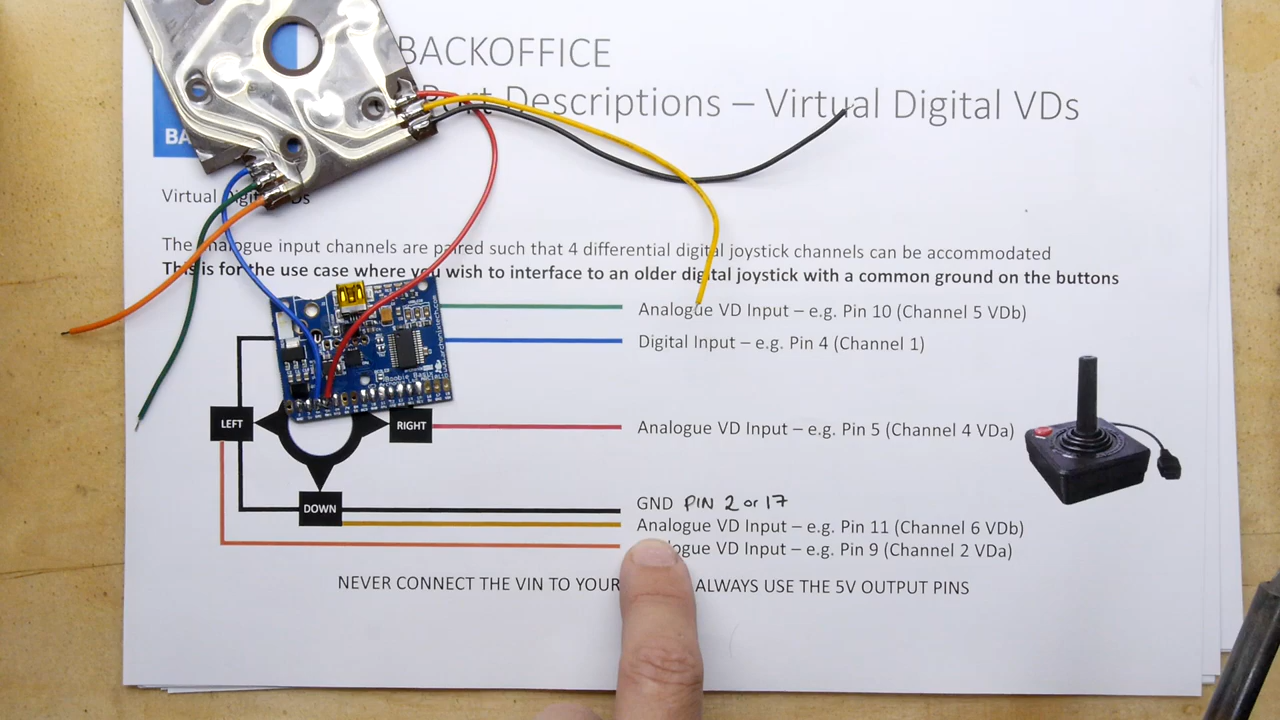 BACKOFFICE
Descriptions – Virtual Digital VDs
BA
Virtual Ds
The analogue input channels are paired such that 4 differential digital joystick channels can be accommodated
This is for the use case where you wish to interface to an older digital joystick with a common ground on the buttons
Analogue VD Input – e.g. Pin 10 (Channel 5 VDb)
Digital Input – e.g. Pin 4 (Channel 1)
LEFT
RIGHT
Analogue VD Input – e.g. Pin 5 (Channel 4 VDa)
GND PIN 2 or 17
DOWN
Analogue VD Input – e.g. Pin 11 (Channel 6 VDb)
logue VD Input – e.g. Pin 9 (Channel 2 VDa)
NEVER CONNECT THE VIN TO YOUR ALWAYS USE THE 5V OUTPUT PINS